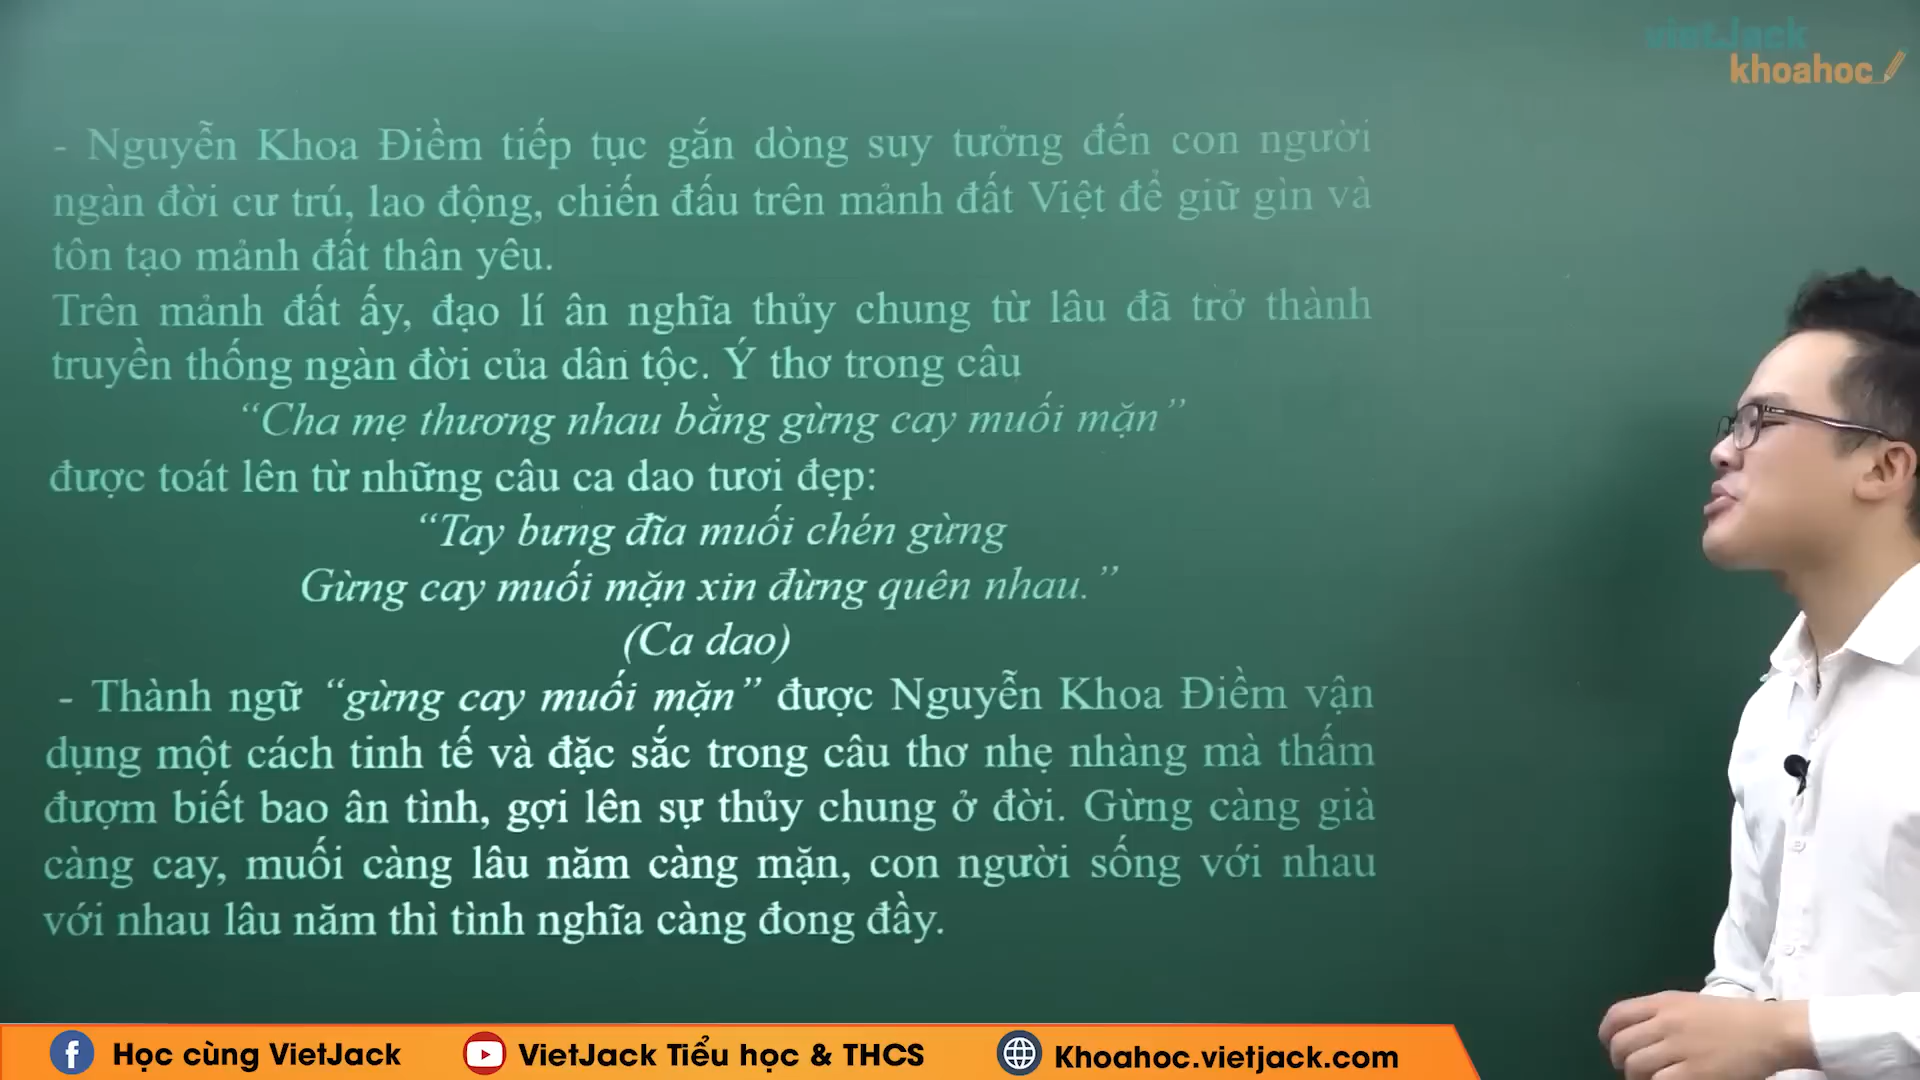 vietJack
khoahoc
- Nguyễn Khoa Điềm tiếp tục gắn dòng suy tưởng đến con người
ngàn đời cư trú, lao động, chiến đấu trên mảnh đất Việt để giữ gìn và
tôn tạo mảnh đất thân yêu.
Trên mảnh đất ấy, đạo lí ân nghĩa thủy chung từ lâu đã trở thành
truyền thống ngàn đời của dân tộc. Ý thơ trong câu
“Cha mẹ thương nhau bằng gừng cay muối mặn”
được toát lên từ những câu ca dao tươi đẹp:
“Tay bưng đĩa muối chén gừng
Gừng cay muối mặn xin đừng quên nhau.”
(Ca dao)
- Thành ngữ “gừng cay muối mặn” được Nguyễn Khoa Điềm vận
dụng một cách tinh tế và đặc sắc trong câu thơ nhẹ nhàng mà thấm
đượm biết bao ân tình, gợi lên sự thủy chung ở đời. Gừng càng già
càng cay, muối càng lâu năm càng mặn, con người sống với nhau
với nhau lâu năm thì tình nghĩa càng đong đầy.
Học cùng VietJack
VietJack Tiểu học & THCS
Khoahoc.vietjack.com